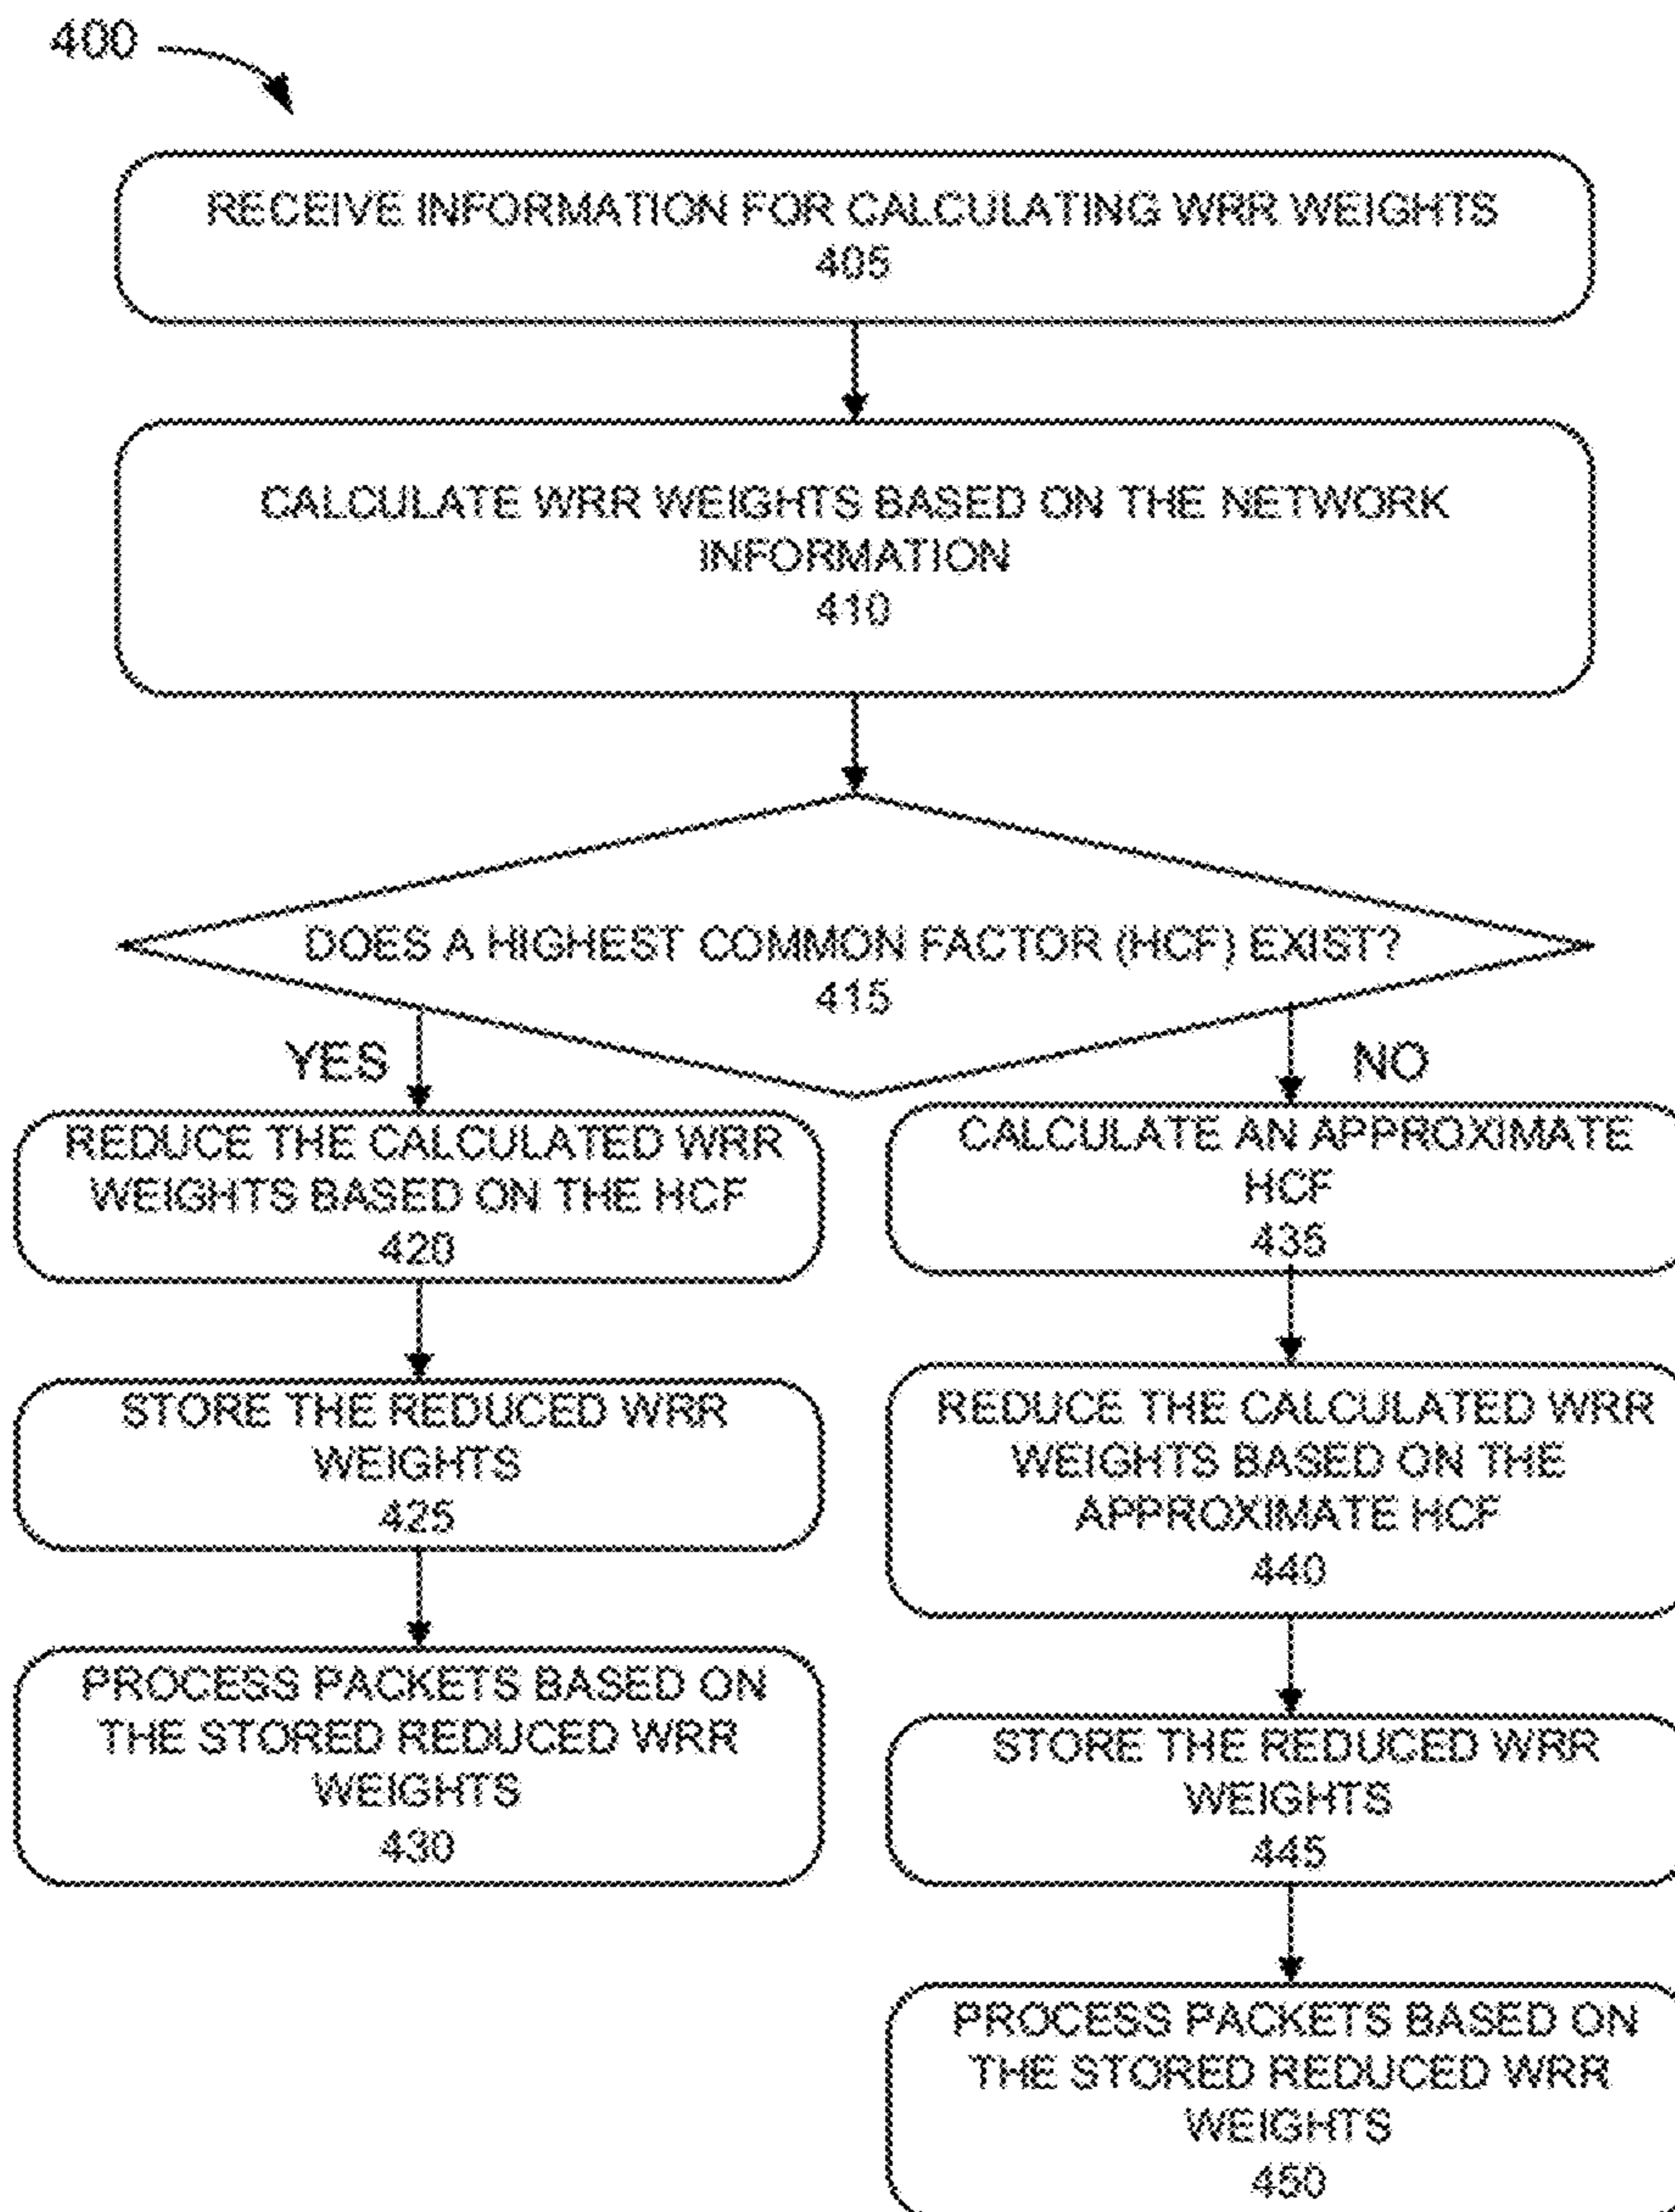 400
RECEIVE INFORMATION FOR CALCULATING WRR WEIGHTS
405
CALCULATE WRR WEIGHTS BASED ON THE NETWORK
INFORMATION
410
DOES A HIGHEST COMMON FACTOR (HCF) EXIST?
415
YES
REDUCE THE CALCULATED WRR
WEIGHTS BASED ON THE HCF
420
STORE THE REDUCED WRR
WEIGHTS
425
PROCESS PACKETS BASED ON
THE STORED REDUCED WRR
WEIGHTS
430
NO
CALCULATE AN APPROXIMATE
HCF
435
REDUCE THE CALCULATED WRR
WEIGHTS BASED ON THE
APPROXIMATE HCF
440
STORE THE REDUCED WRR
WEIGHTS
445
PROCESS PACKETS BASED ON
THE STORED REDUCED WRR
WEIGHTS
450